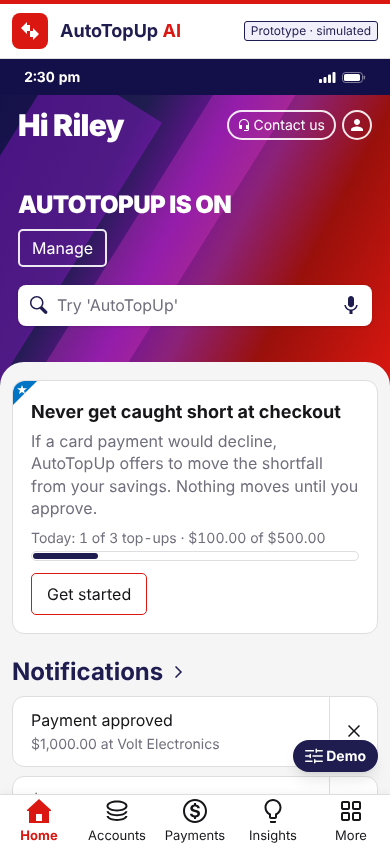 AutoTopUp AI
Prototype · simulated
2:30 pm
Hi Riley
Contact us
AUTOTOPUP IS ON
Manage
Try 'AutoTopUp'
Never get caught short at checkout
If a card payment would decline,
AutoTopUp offers to move the shortfall
from your savings. Nothing moves until you
approve.
Today: 1 of 3 top-ups · $100.00 of $500.00
Get started
Notifications
Payment approved
$1,000.00 at Volt Electronics
Demo
Home
Accounts
Payments
Insights
More